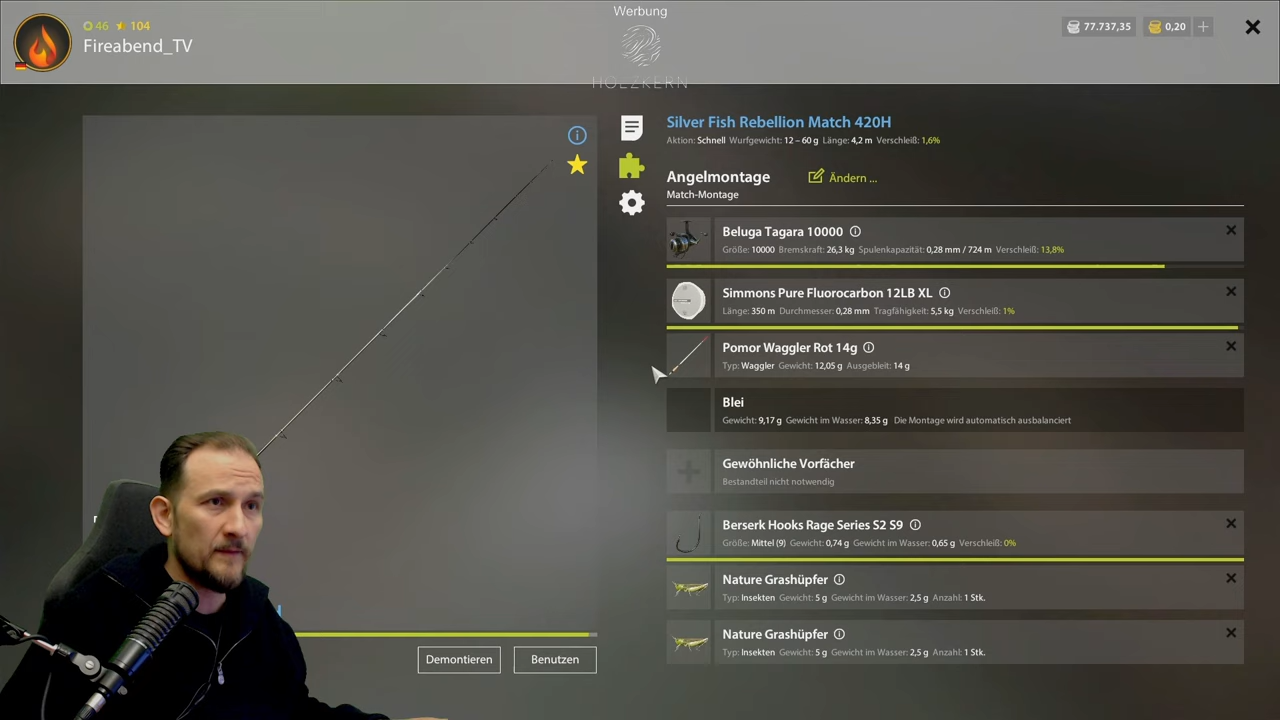 46 104
Fireabend_TV
Werbung
HOLZKERN
77.737,35
0,20
Silver Fish Rebellion Match 420H
Aktion: Schnell Wurfgewicht: 12 – 60 g Länge: 4,2 m Verschleiß: 1,6%
Angelmontage
Ändern ...
Match-Montage
Beluga Tagara 10000
Größe: 10000 Bremskraft: 26,3 kg Spulenkapazität: 0,28 mm / 724 m Verschleiß: 13,8%
Simmons Pure Fluorocarbon 12LB XL
Länge: 350 m Durchmesser: 0,28 mm Tragfähigkeit: 5,5 kg Verschleiß: 1%
Pomor Waggler Rot 14g
Typ: Waggler Gewicht: 12,05 g Ausgebleit: 14 g
Blei
Gewicht: 9,17 g Gewicht im Wasser: 8,35 g Die Montage wird automatisch ausbalanciert
Gewöhnliche Vorfächer
Bestandteil nicht notwendig
Berserk Hooks Rage Series S2 S9
Größe: Mittel (9) Gewicht: 0,74 g Gewicht im Wasser: 0,65 g Verschleiß: 0%
Nature Grashüpfer
Typ: Insekten Gewicht: 5 g Gewicht im Wasser: 2,5 g Anzahl: 1 Stk.
Nature Grashüpfer
Typ: Insekten Gewicht: 5 g Gewicht im Wasser: 2,5 g Anzahl: 1 Stk.
Demontieren
Benutzen